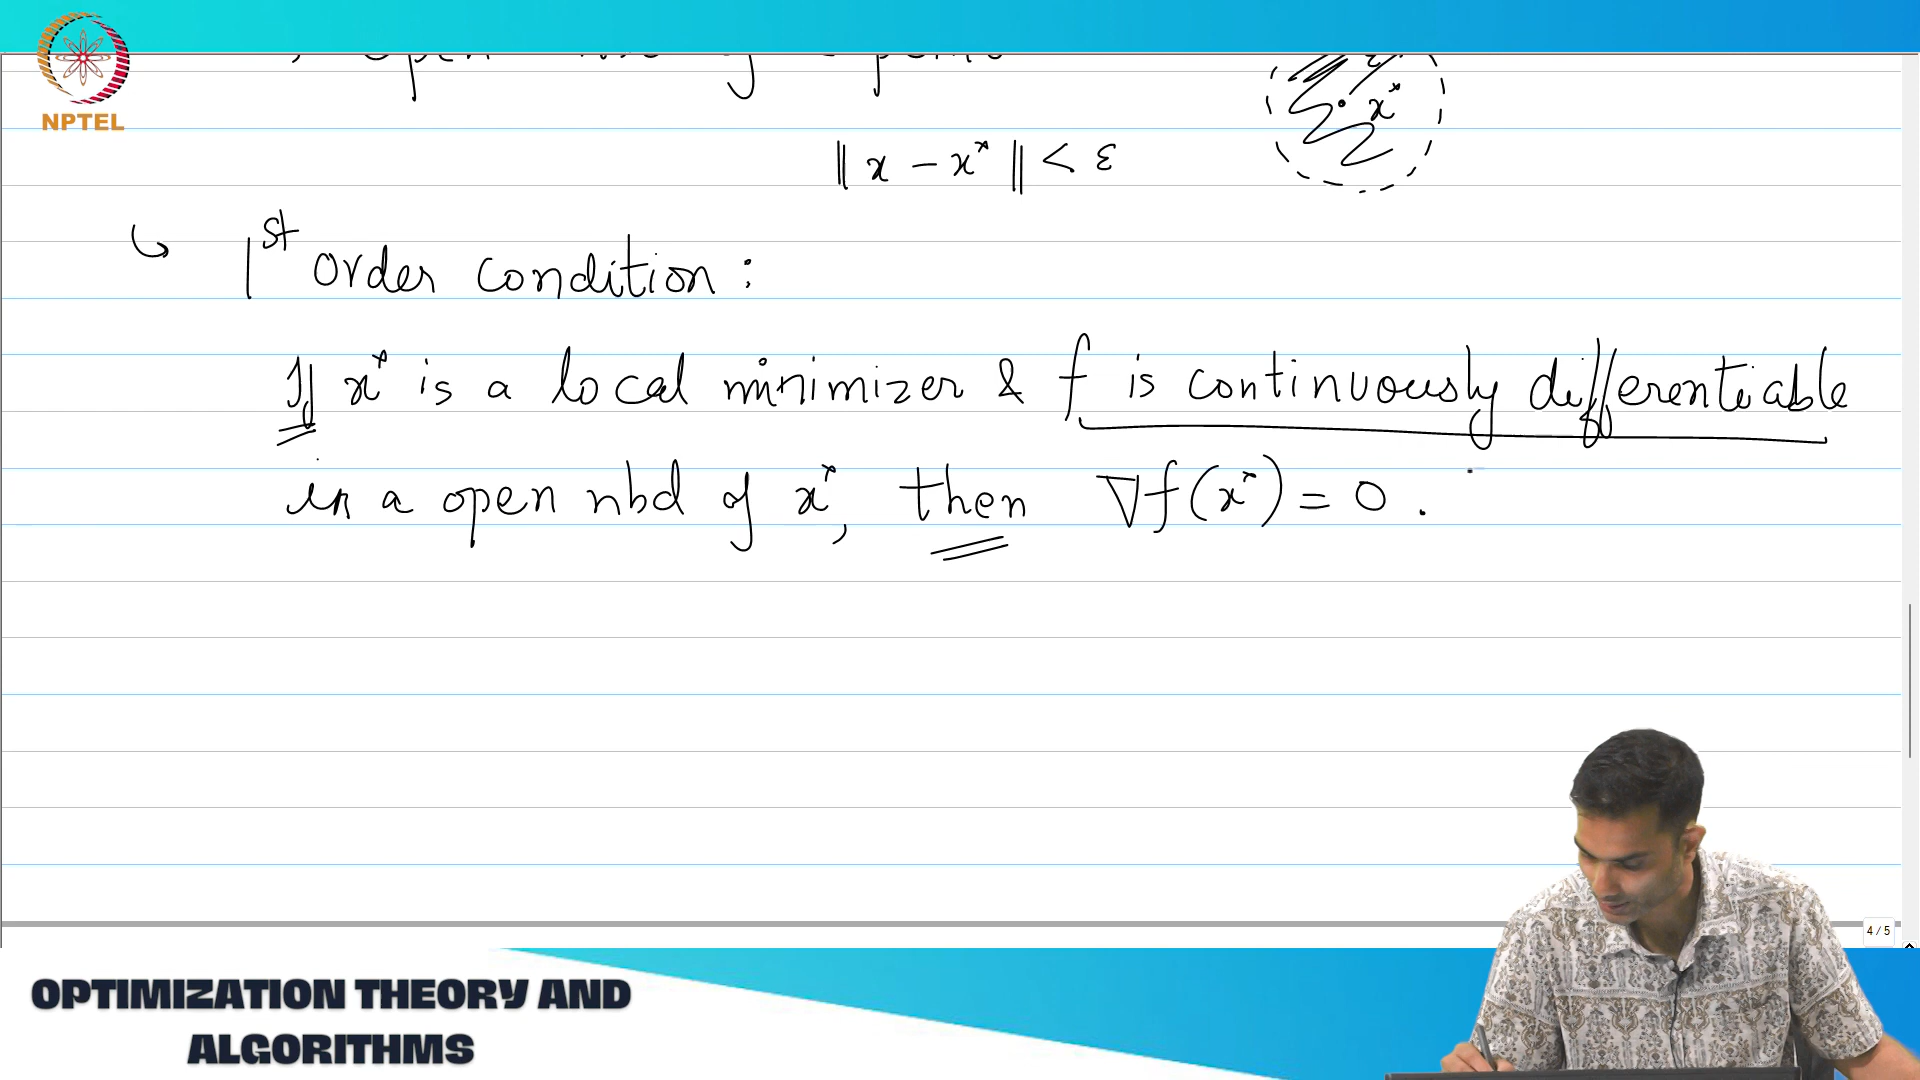 NPTEL
x*
‖ x − x* ‖ < ε
↳ 1st order condition :
If x* is a local minimizer & f is continuously differentiable
in a open nbd of x*, then ∇f(x*) = 0 .
4 / 5
OPTIMIZATION THEORY AND
ALGORITHMS